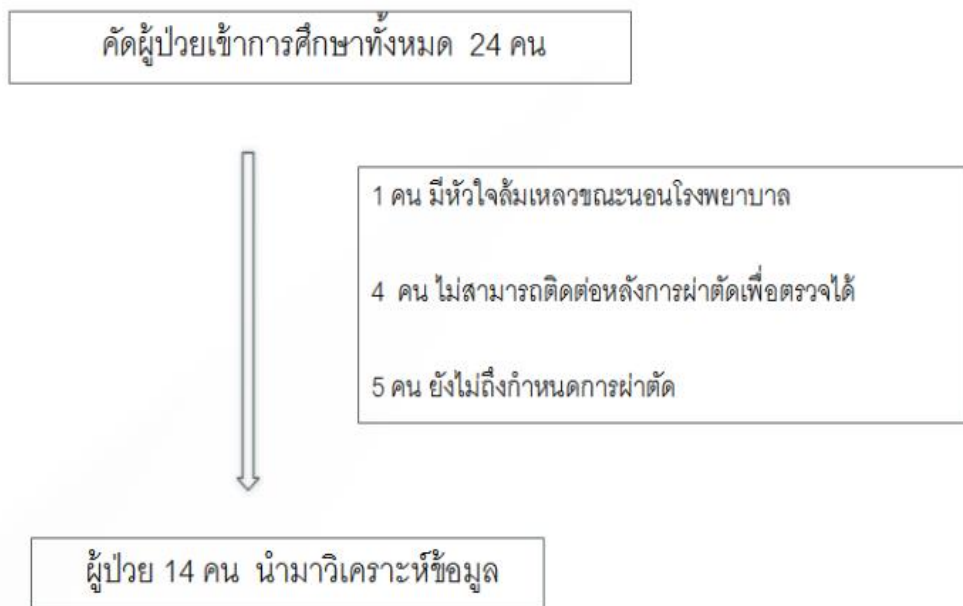 คัดผู้ป่วยเข้าการศึกษาทั้งหมด 24 คน
1 คน มีหัวใจล้มเหลวขณะนอนโรงพยาบาล
4 คน ไม่สามารถติดต่อหลังการผ่าตัดเพื่อตรวจได้
5 คน ยังไม่ถึงกำหนดการผ่าตัด
ผู้ป่วย 14 คน นำมาวิเคราะห์ข้อมูล